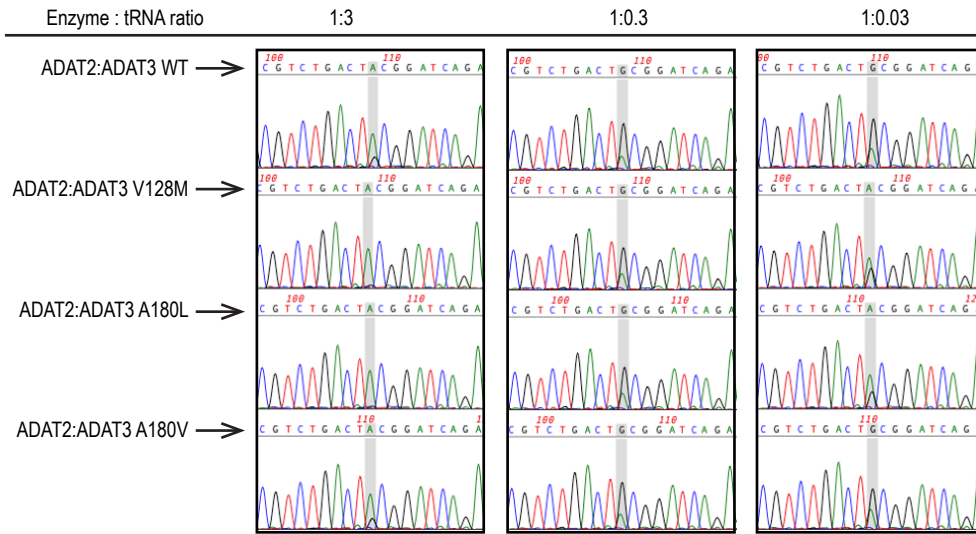 Enzyme : tRNA ratio 1:3 1:0.3 1:0.03
ADAT2:ADAT3 WT
100 110
C G T C T G A C T A C G G A T C A G A
100 110
C G T C T G A C T G C G G A T C A G A
00 110
C G T C T G A C T G C G G A T C A G
ADAT2:ADAT3 V128M
100 110
C G T C T G A C T A C G G A T C A G A
100 110
C G T C T G A C T G C G G A T C A G A
100 110
C G T C T G A C T A C G G A T C A G
ADAT2:ADAT3 A180L
100 110
C G T C T G A C T A C G G A T C A G A
100 110
C G T C T G A C T G C G G A T C A G A
110
C G T C T G A C T A C G G A T C A G
ADAT2:ADAT3 A180V
110
C G T C T G A C T A C G G A T C A G A
100 110
C G T C T G A C T G C G G A T C A G A
110
C G T C T G A C T G C G G A T C A G